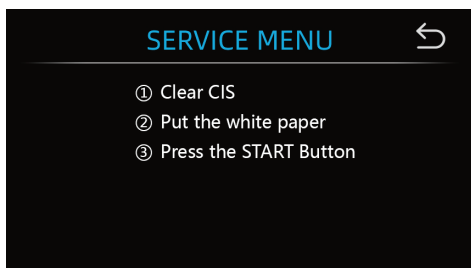 SERVICE MENU
① Clear CIS
② Put the white paper
③ Press the START Button